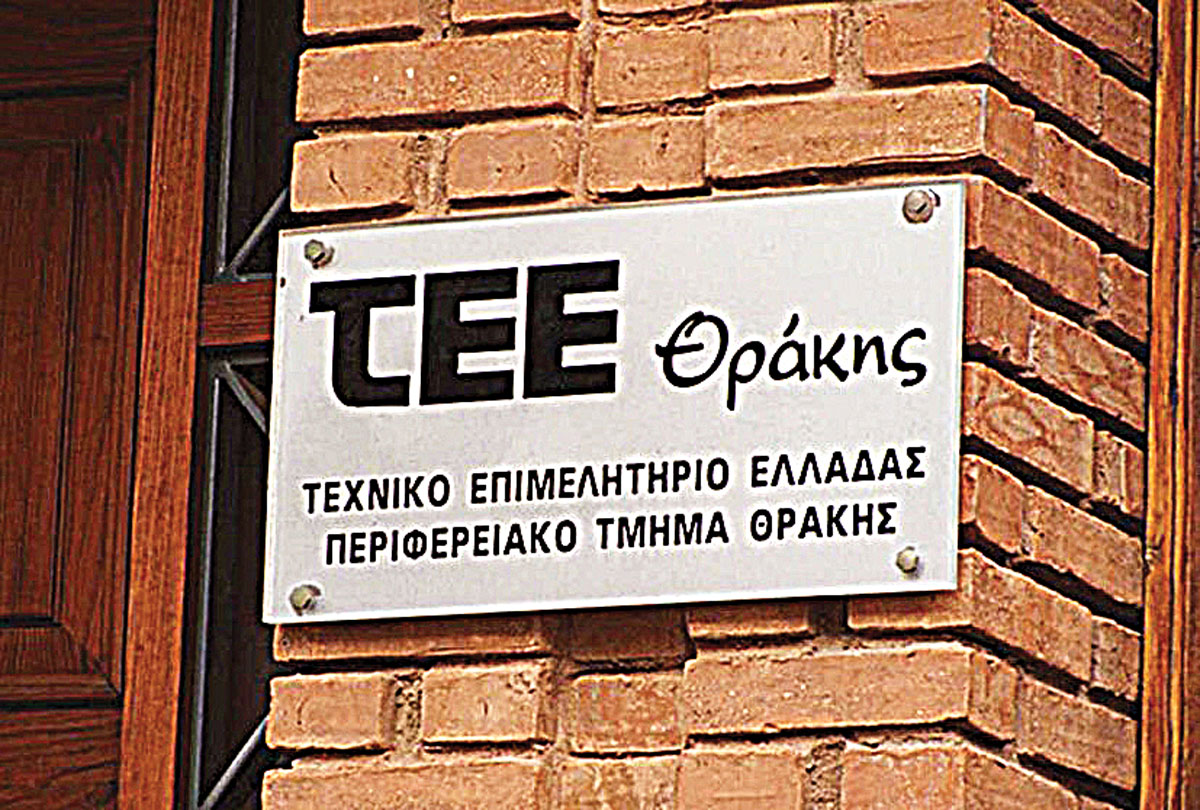 ΤΕΕ Θράκης
ΤΕΧΝΙΚΟ ΕΠΙΜΕΛΗΤΗΡΙΟ ΕΛΛΑΔΑΣ
ΠΕΡΙΦΕΡΕΙΑΚΟ ΤΜΗΜΑ ΘΡΑΚΗΣ